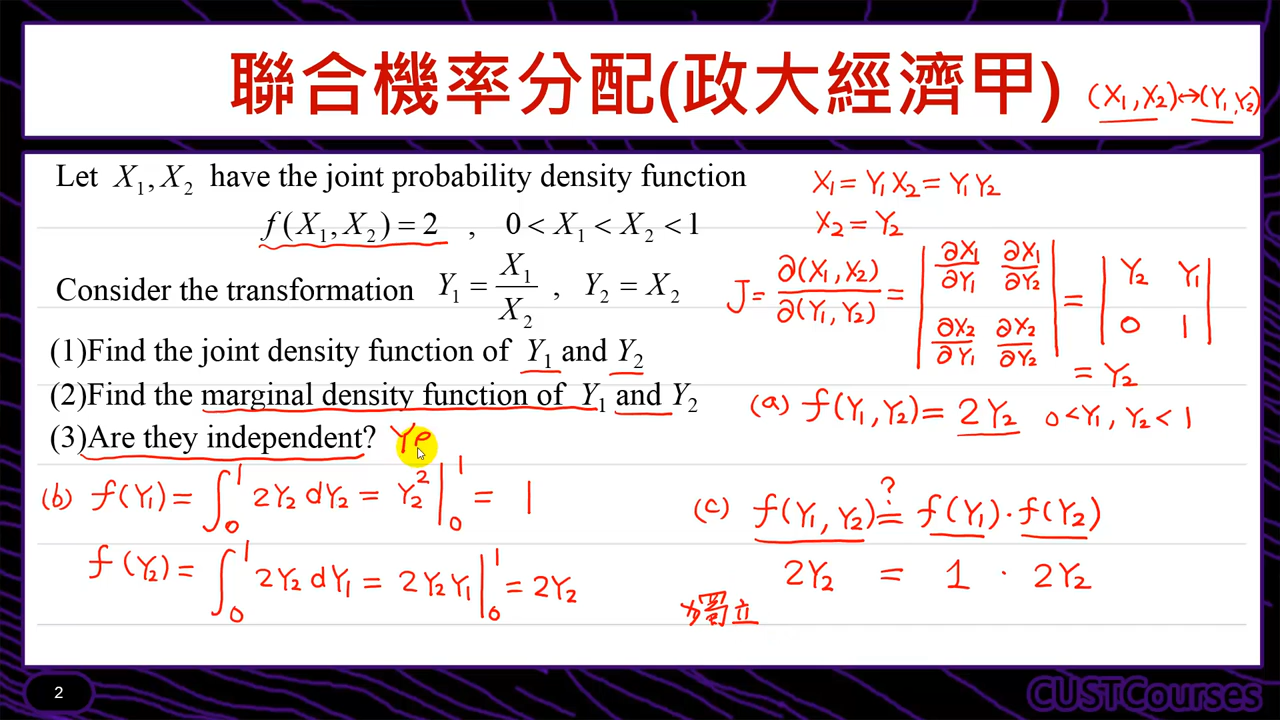 聯合機率分配(政大經濟甲)
(X₁,X₂)↔(Y₁,Y₂)
Let X₁, X₂ have the joint probability density function
f(X₁, X₂) = 2 , 0 < X₁ < X₂ < 1
Consider the transformation Y₁ = X₁/X₂ , Y₂ = X₂
(1)Find the joint density function of Y₁ and Y₂
(2)Find the marginal density function of Y₁ and Y₂
(3)Are they independent? Ye
X₁ = Y₁X₂ = Y₁Y₂
X₂ = Y₂
J = ∂(X₁,X₂)/∂(Y₁,Y₂) = |∂X₁/∂Y₁ ∂X₁/∂Y₂; ∂X₂/∂Y₁ ∂X₂/∂Y₂| = |Y₂ Y₁; 0 1|
= Y₂
(a) f(Y₁,Y₂) = 2Y₂ 0<Y₁,Y₂<1
(b) f(Y₁) = ∫₀¹ 2Y₂ dY₂ = Y₂² |₀¹ = 1
f(Y₂) = ∫₀¹ 2Y₂ dY₁ = 2Y₂Y₁ |₀¹ = 2Y₂
(c) f(Y₁,Y₂) ≟ f(Y₁)·f(Y₂)
2Y₂ = 1 · 2Y₂
獨立
2
CUSTCourses